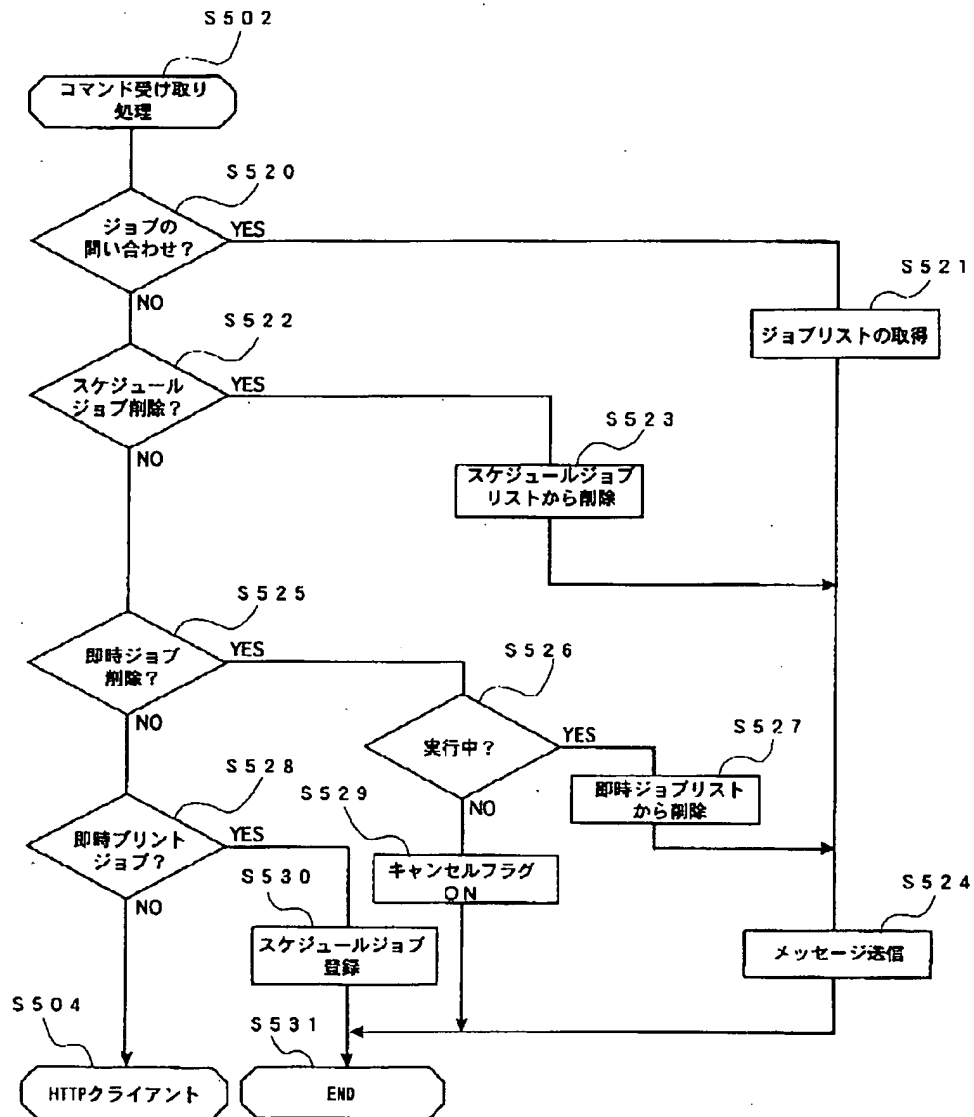 S502
コマンド受け取り
処理
S520
ジョブの
問い合わせ？
YES
NO
S521
ジョブリストの取得
S522
スケジュール
ジョブ削除？
YES
NO
S523
スケジュールジョブ
リストから削除
S525
即時ジョブ
削除？
YES
NO
S526
実行中？
YES
NO
S527
即時ジョブリスト
から削除
S528
即時プリント
ジョブ？
YES
NO
S529
キャンセルフラグ
ON
S530
スケジュールジョブ
登録
S524
メッセージ送信
S504
HTTPクライアント
S531
END